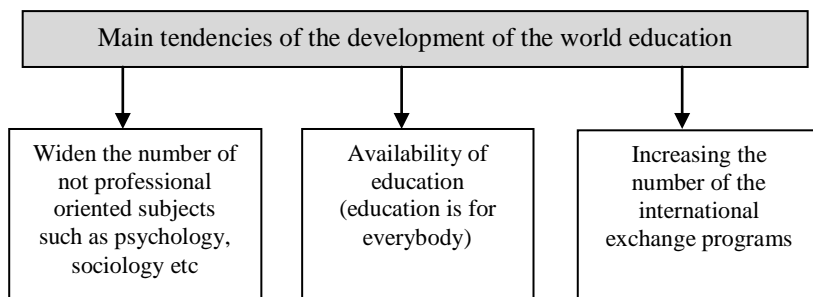 Main tendencies of the development of the world education
Widen the number of
not professional
oriented subjects
such as psychology,
sociology etc
Availability of
education
(education is for
everybody)
Increasing the
number of the
international
exchange programs